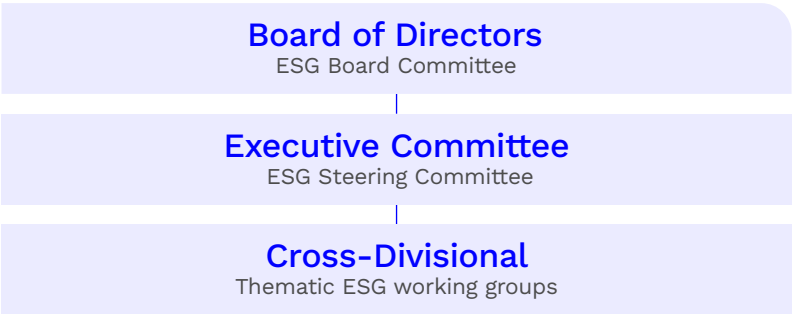 Board of Directors
ESG Board Committee
Executive Committee
ESG Steering Committee
Cross-Divisional
Thematic ESG working groups